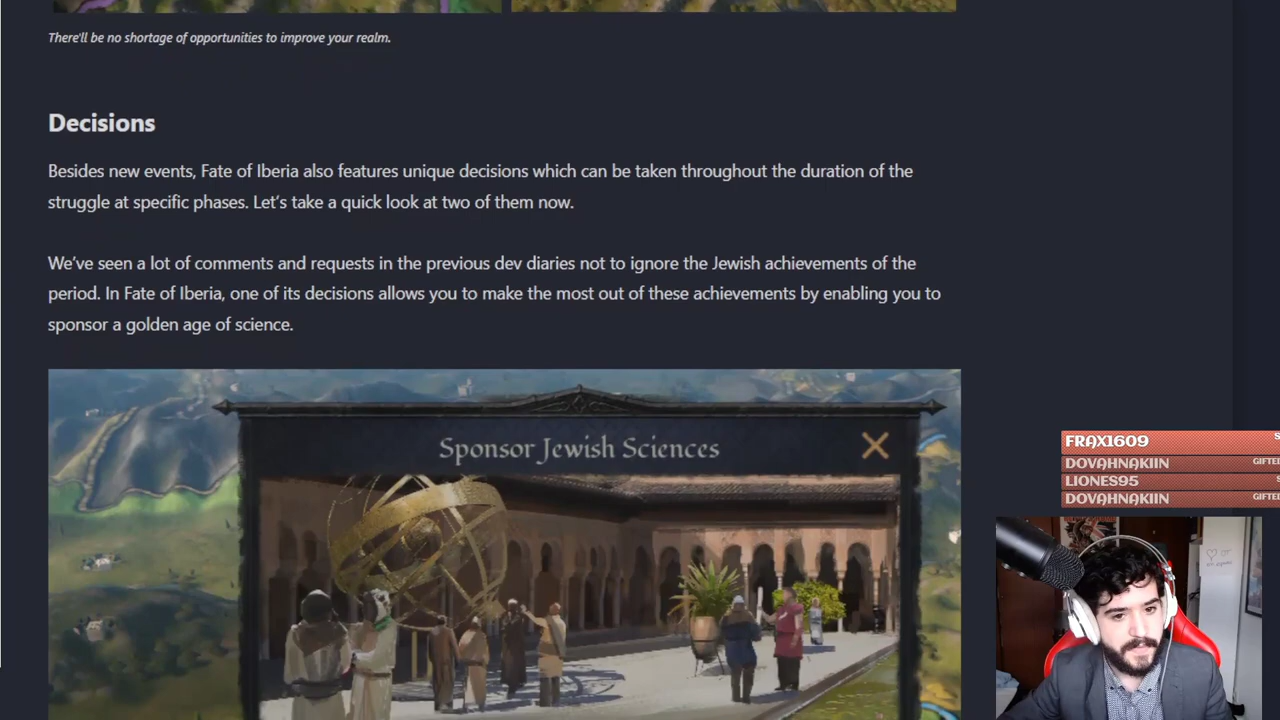 There'll be no shortage of opportunities to improve your realm.
Decisions
Besides new events, Fate of Iberia also features unique decisions which can be taken throughout the duration of the
struggle at specific phases. Let's take a quick look at two of them now.
We've seen a lot of comments and requests in the previous dev diaries not to ignore the Jewish achievements of the
period. In Fate of Iberia, one of its decisions allows you to make the most out of these achievements by enabling you to
sponsor a golden age of science.
Sponsor Jewish Sciences
FRAX1609
DOVAHNAKIIN GIFTE
LIONES95
DOVAHNAKIIN GIFTE